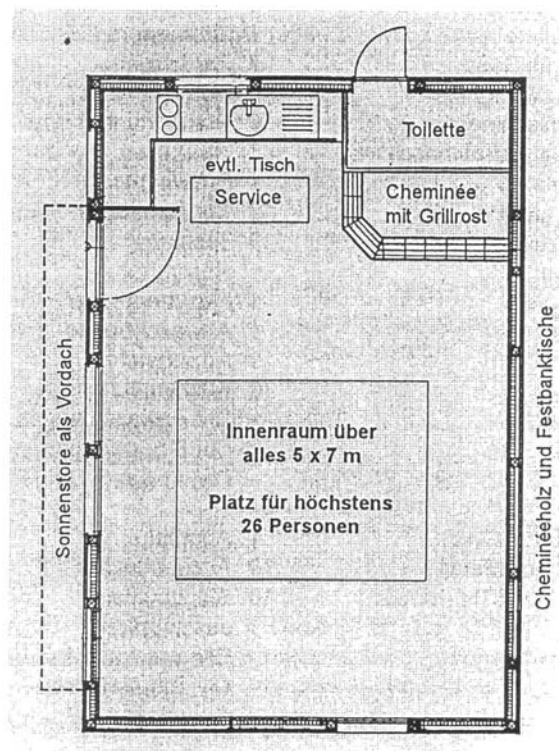 Toilette
evtl. Tisch
Service
Cheminée
mit Grillrost
Sonnenstore als Vordach
Innenraum über
alles 5 x 7 m
Platz für höchstens
26 Personen
Cheminéeholz und Festbanktische